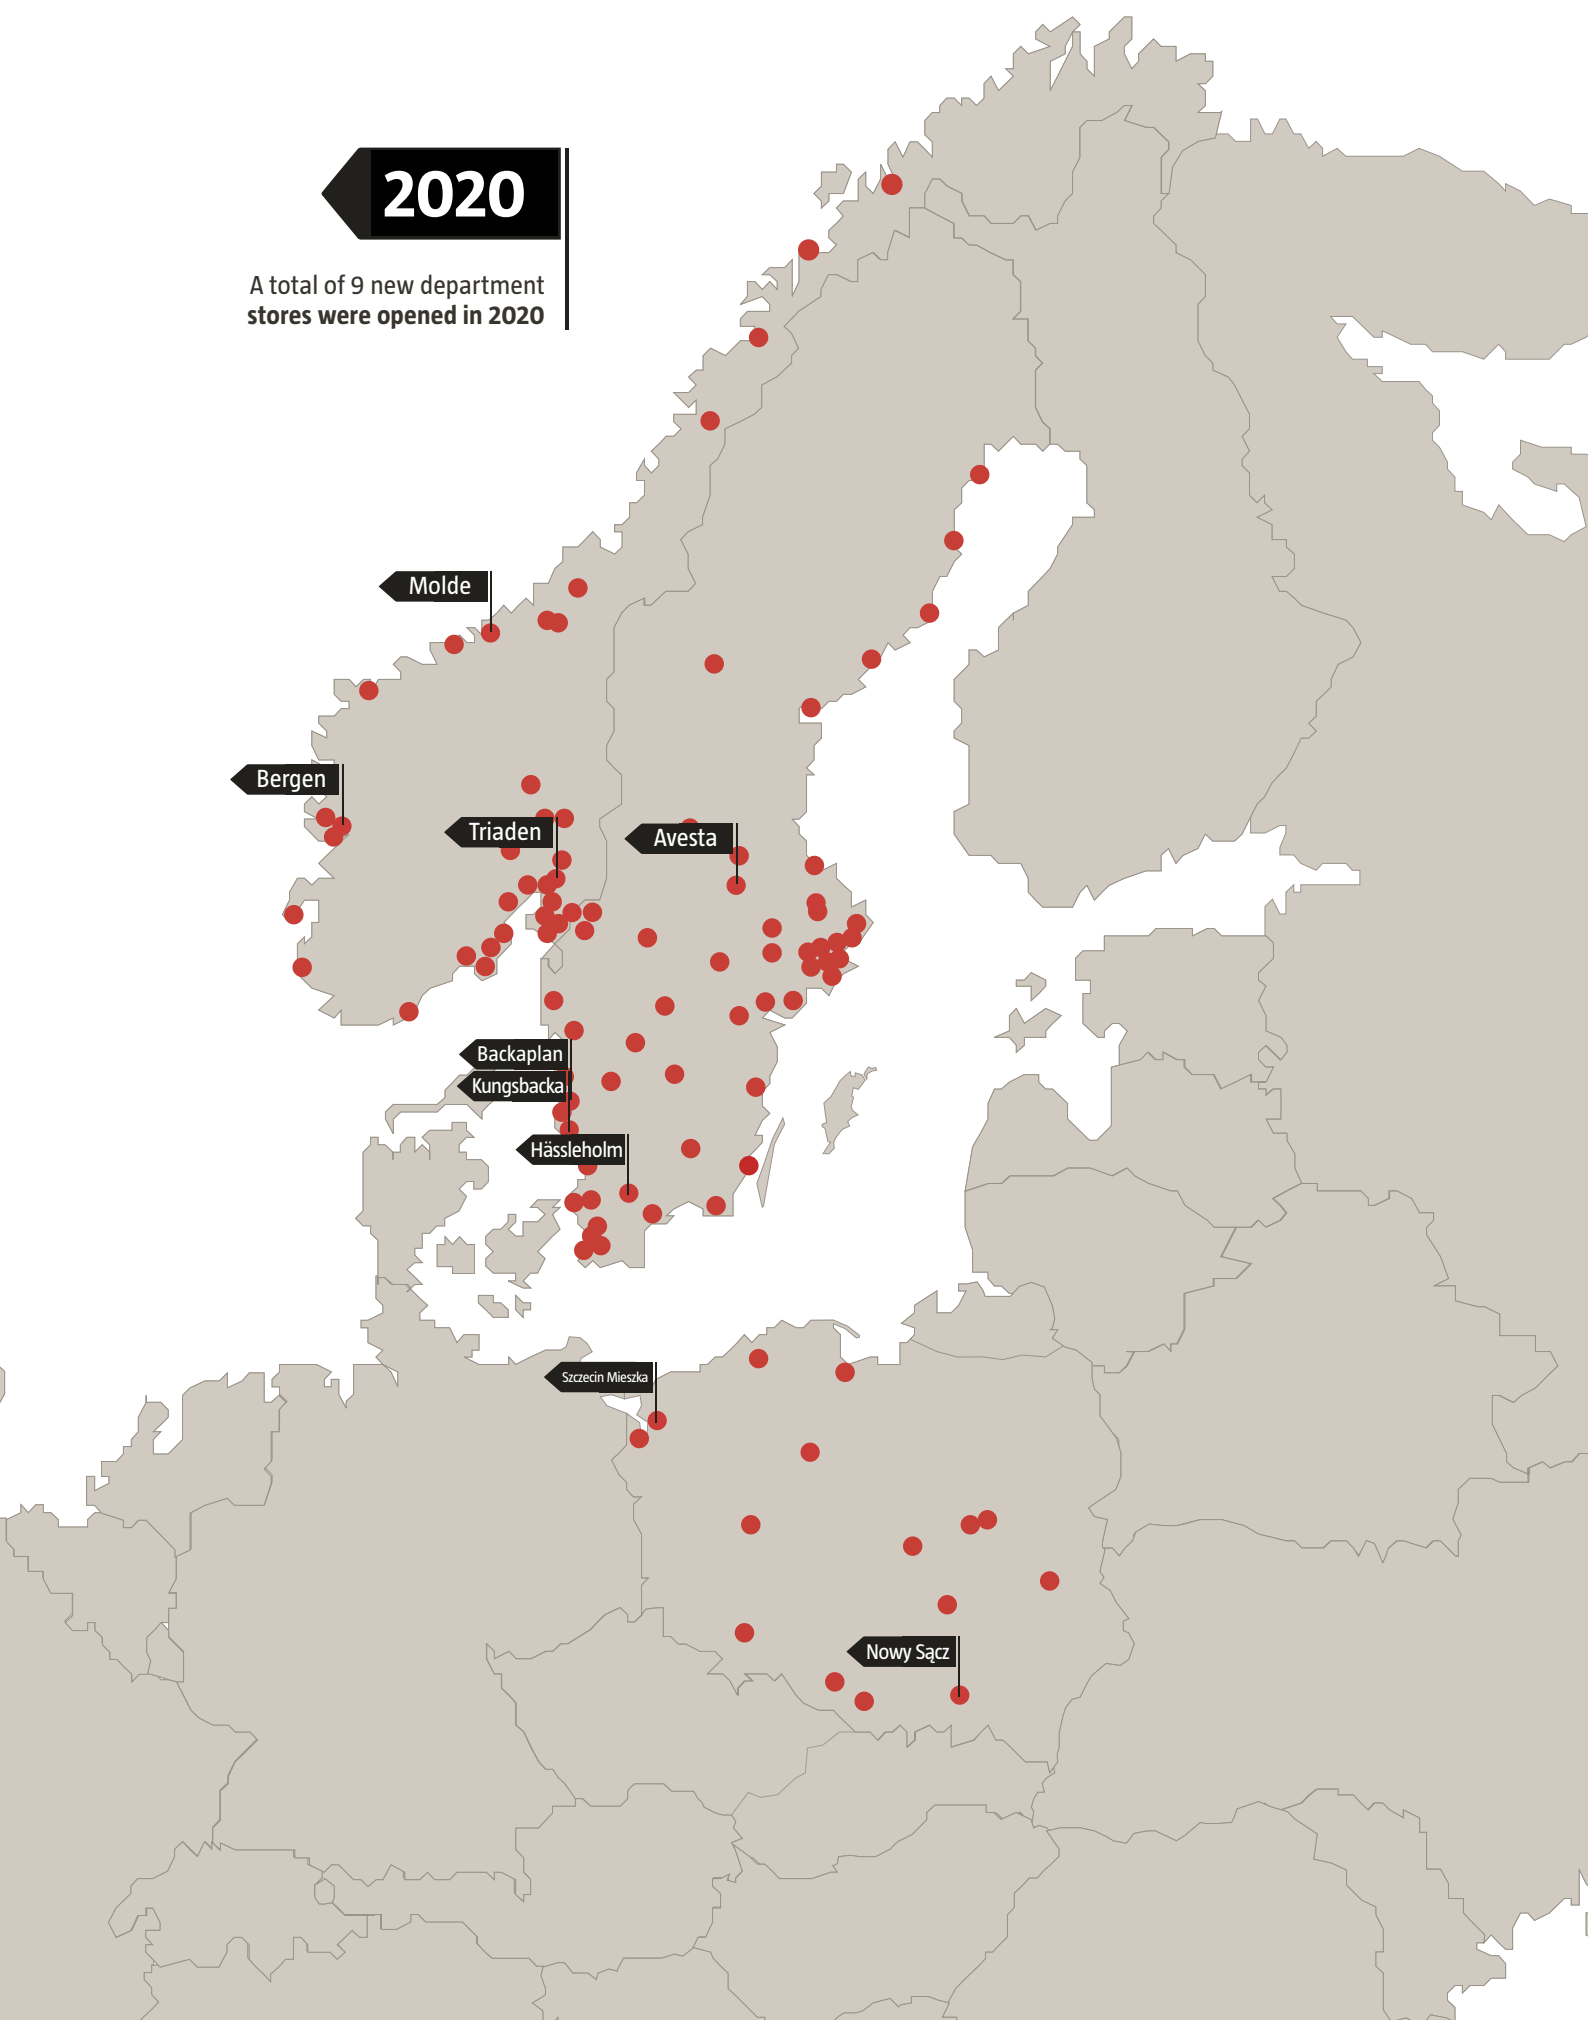 2020
A total of 9 new department
stores were opened in 2020
Molde
Bergen
Triaden
Avesta
Backaplan
Kungsbacka
Hässleholm
Szczecin Mieszka
Nowy Sącz